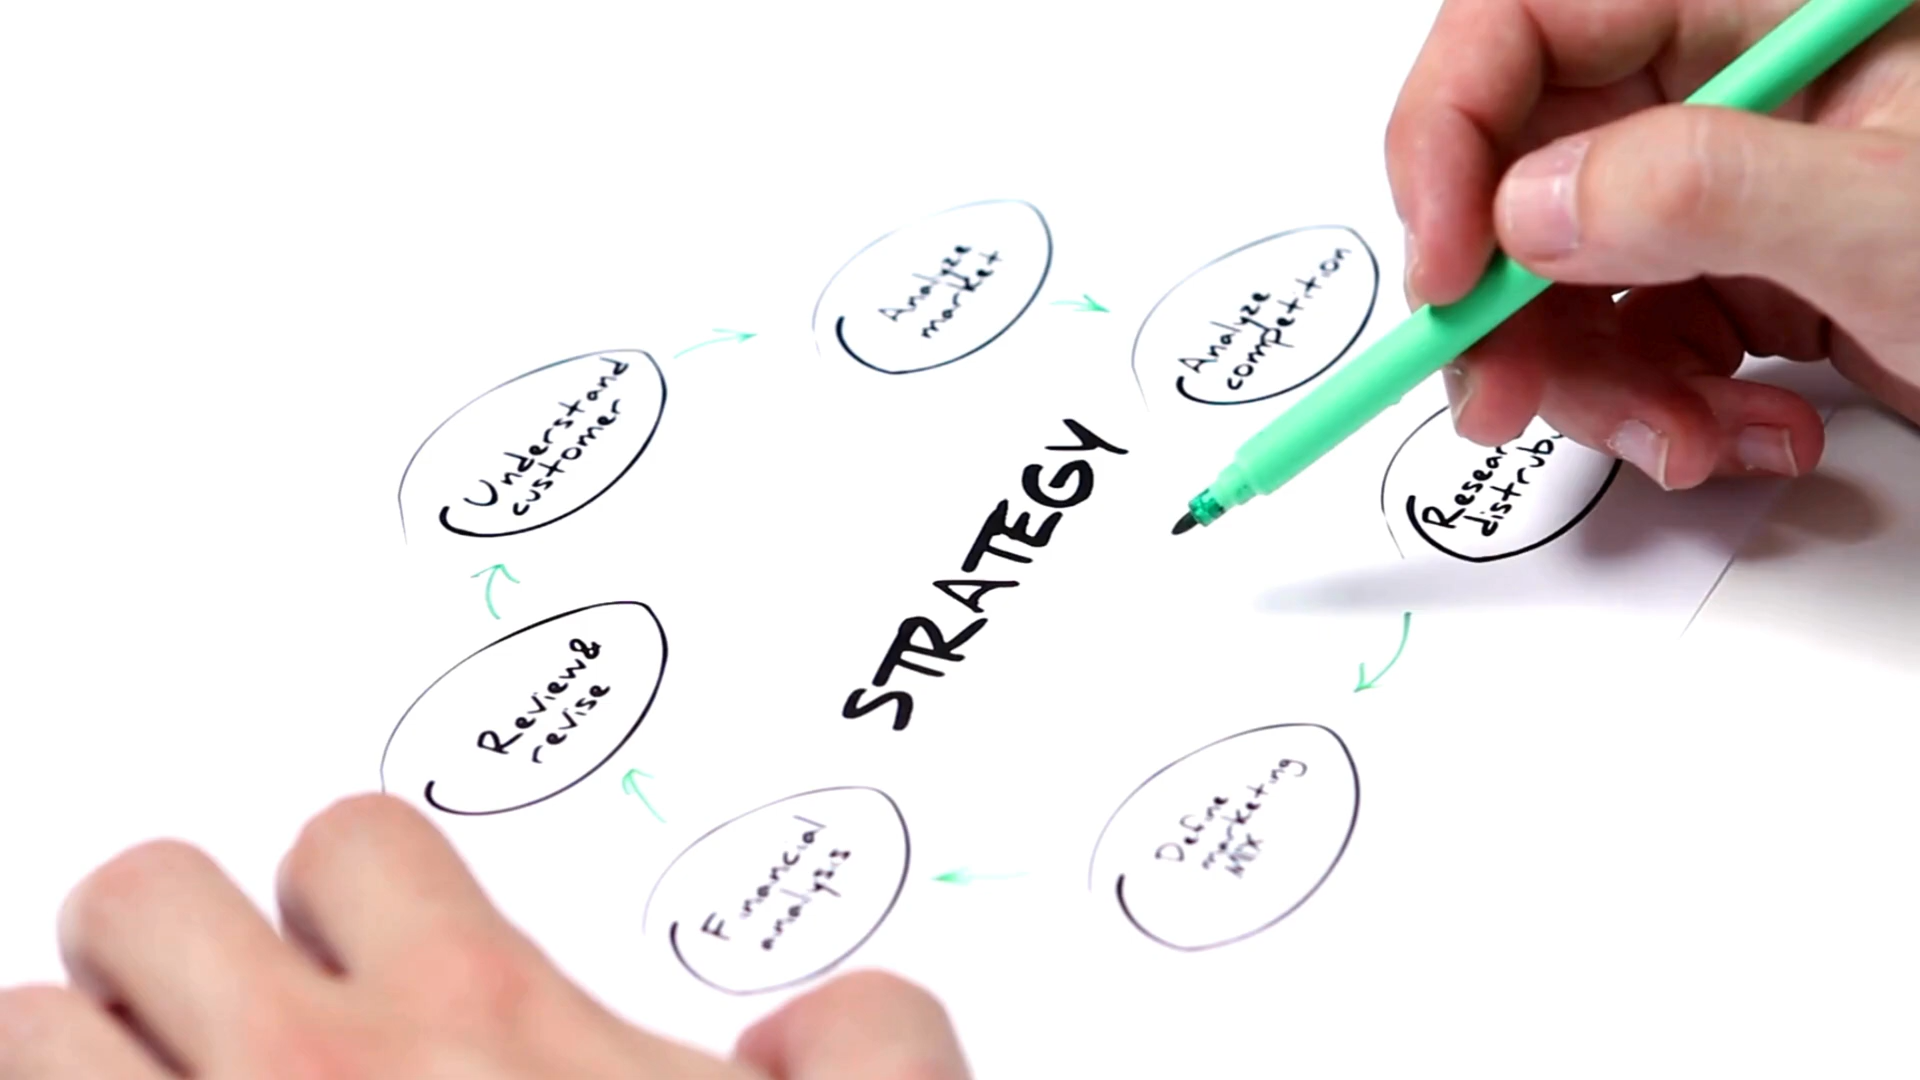 Analyze
market
Analyze
competition
Understand
customer
STRATEGY
Review &
revise
Define
marketing
Mix
Financial
analysis